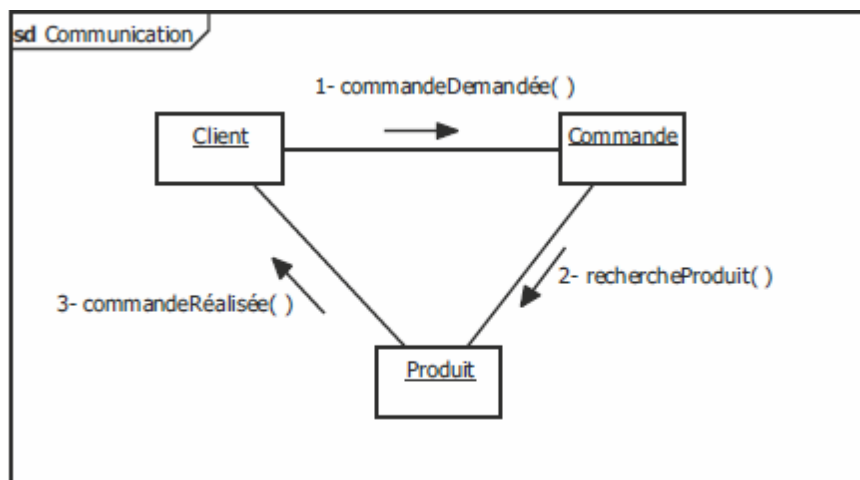 sd Communication
1- commandeDemandée( )
Client
Commande
2- rechercheProduit( )
3- commandeRéalisée( )
Produit